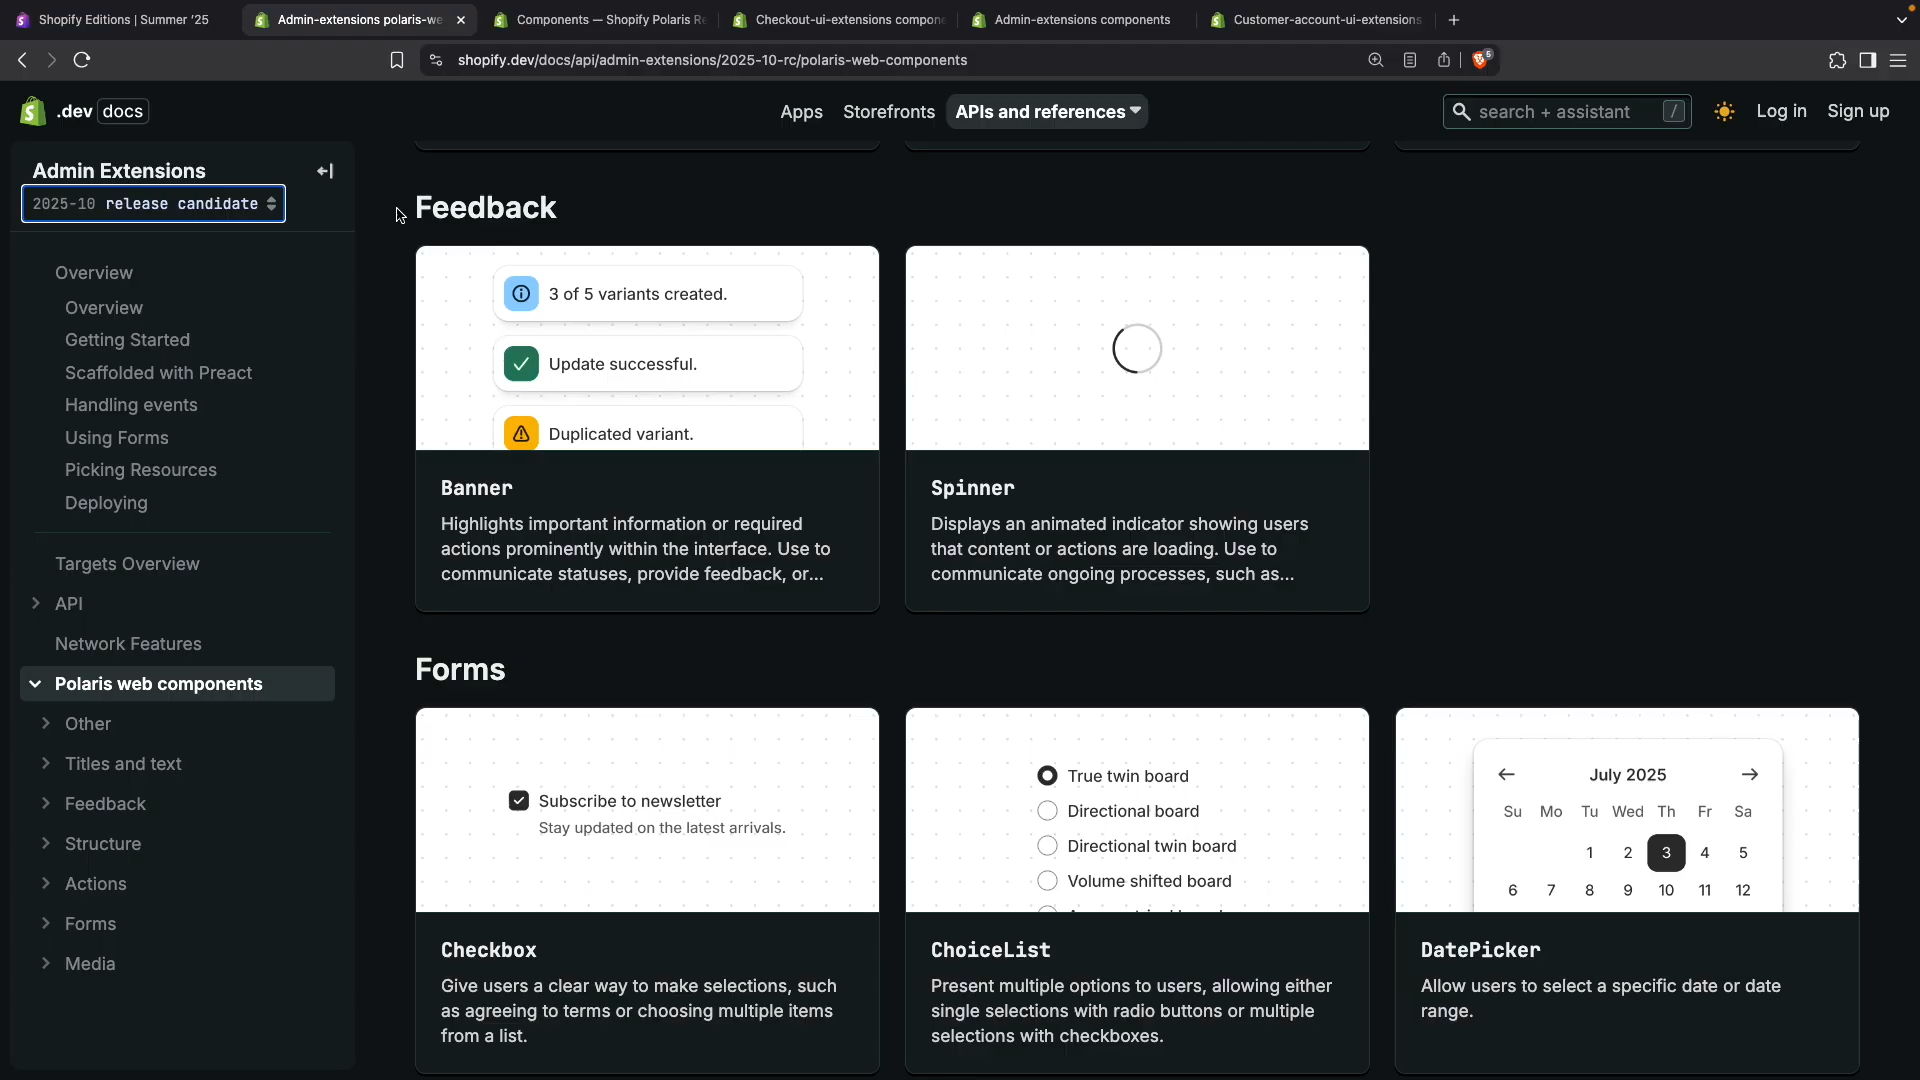 Shopify Editions | Summer '25
Admin-extensions polaris-we
Components — Shopify Polaris Re
Checkout-ui-extensions compone
Admin-extensions components
Customer-account-ui-extensions
shopify.dev/docs/api/admin-extensions/2025-10-rc/polaris-web-components
5
.dev docs
Apps
Storefronts
APIs and references
search + assistant /
Log in
Sign up
Admin Extensions
2025-10 release candidate
Overview
Overview
Getting Started
Scaffolded with Preact
Handling events
Using Forms
Picking Resources
Deploying
Targets Overview
API
Network Features
Polaris web components
Other
Titles and text
Feedback
Structure
Actions
Forms
Media
Feedback
3 of 5 variants created.
Update successful.
Duplicated variant.
Banner
Highlights important information or required
actions prominently within the interface. Use to
communicate statuses, provide feedback, or...
Spinner
Displays an animated indicator showing users
that content or actions are loading. Use to
communicate ongoing processes, such as...
Forms
Subscribe to newsletter
Stay updated on the latest arrivals.
Checkbox
Give users a clear way to make selections, such
as agreeing to terms or choosing multiple items
from a list.
True twin board
Directional board
Directional twin board
Volume shifted board
ChoiceList
Present multiple options to users, allowing either
single selections with radio buttons or multiple
selections with checkboxes.
July 2025
Su Mo Tu Wed Th Fr Sa
1 2 3 4 5
6 7 8 9 10 11 12
DatePicker
Allow users to select a specific date or date
range.